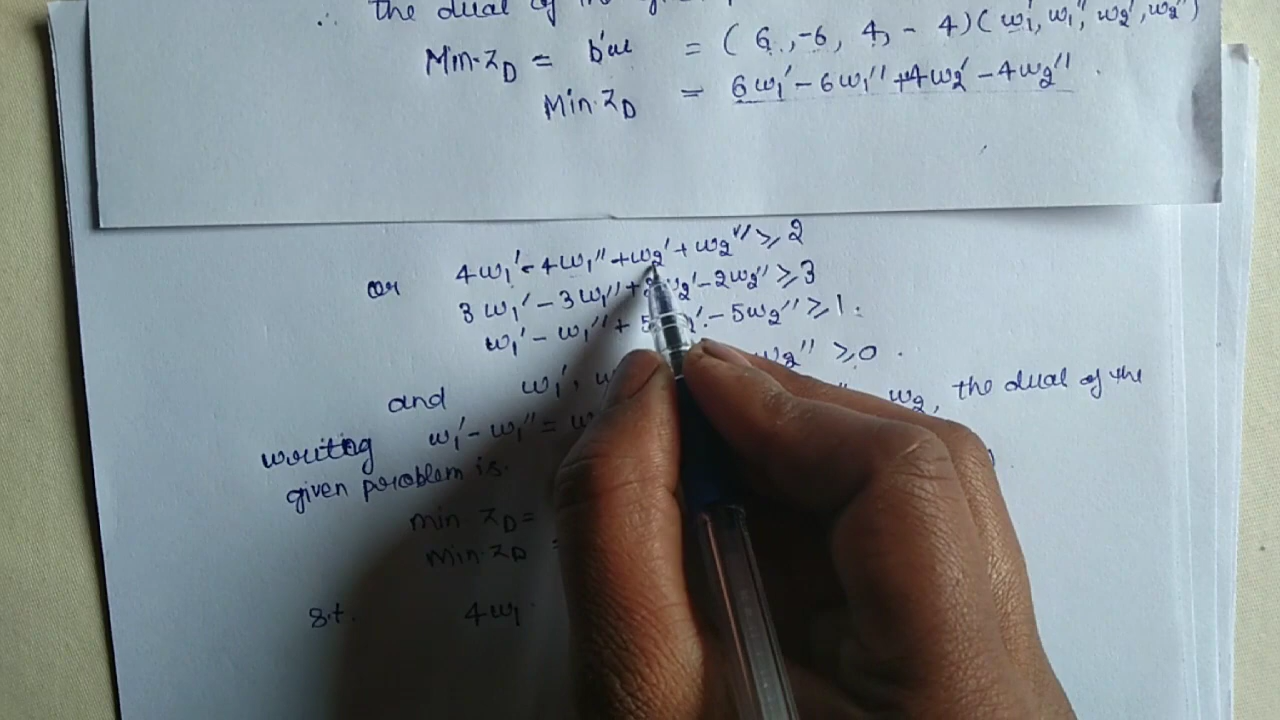 ∴ the dual of the
Min. Z_D = b'w = (6, -6, 4, -4)(w₁', w₁'', w₂', w₂'')
Min. Z_D = 6w₁' - 6w₁'' + 4w₂' - 4w₂''.
or 4w₁' - 4w₁'' + w₂' + w₂'' ≥ 2
3w₁' - 3w₁'' + 2w₂' - 2w₂'' ≥ 3
w₁' - w₁'' + 5w₂' - 5w₂'' ≥ 1.
and w₁', w₂'' ≥ 0.
writing w₁' - w₁'' = w₂, the dual of the
given problem is.
min Z_D =
Min. Z_D =
s.t. 4w₁